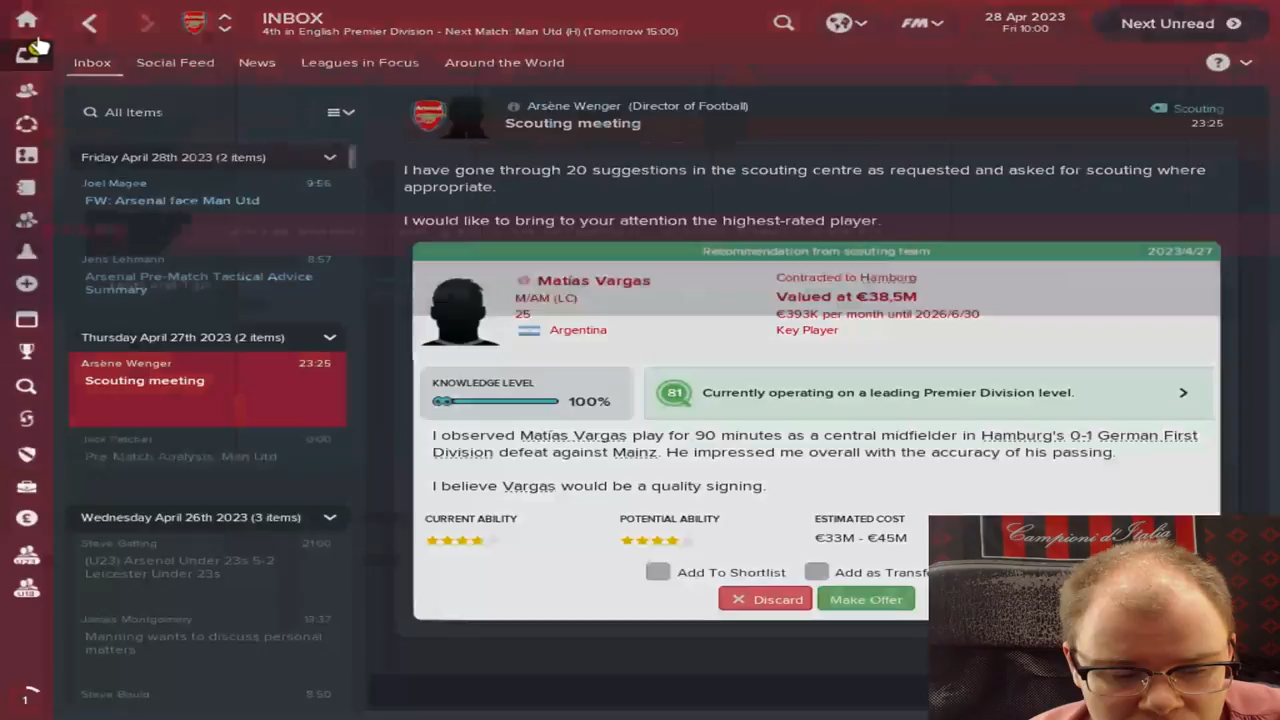 INBOX
4th in English Premier Division - Next Match: Man Utd (H) (Tomorrow 15:00)
FM
28 Apr 2023
Fri 10:00
Next Unread
Inbox
Social Feed
News
Leagues in Focus
Around the World
?
All Items
Friday April 28th 2023 (2 items)
Joel Magee 9:56
FW: Arsenal face Man Utd
Jens Lehmann 8:57
Arsenal Pre-Match Tactical Advice
Summary
Thursday April 27th 2023 (2 items)
Arsène Wenger 23:25
Scouting meeting
Pre-Match Analysis: Man Utd
Wednesday April 26th 2023 (3 items)
21:00
(U23) Arsenal Under 23s 5-2
Leicester Under 23s
James Montgomery 13:37
Manning wants to discuss personal
matters
Steve Bould 8:50
U23
U18
1
Arsenal
Arsène Wenger (Director of Football)
Scouting meeting
Scouting
23:25
I have gone through 20 suggestions in the scouting centre as requested and asked for scouting where
appropriate.
I would like to bring to your attention the highest-rated player.
Recommendation from scouting team
2023/4/27
Matías Vargas
M/AM (LC)
25
Argentina
Contracted to Hamburg
Valued at €38,5M
€393K per month until 2026/6/30
Key Player
KNOWLEDGE LEVEL
100%
81
Currently operating on a leading Premier Division level.
I observed Matías Vargas play for 90 minutes as a central midfielder in Hamburg's 0-1 German First
Division defeat against Mainz. He impressed me overall with the accuracy of his passing.
I believe Vargas would be a quality signing.
CURRENT ABILITY
POTENTIAL ABILITY
ESTIMATED COST
€33M - €45M
Add To Shortlist
Add as Transfe
Discard
Make Offer
Campioni d'Italia